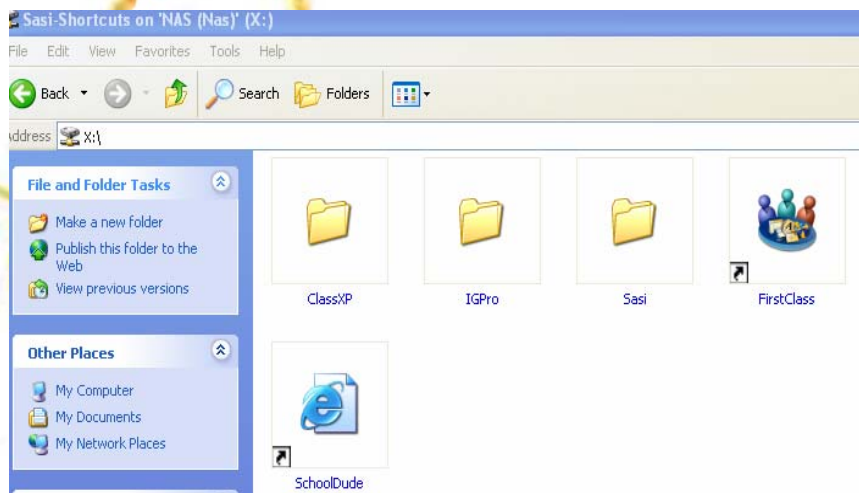 Sasi-Shortcuts on 'NAS (Nas)' (X:)
File Edit View Favorites Tools Help
Back Search Folders
Address X:\
File and Folder Tasks
Make a new folder
Publish this folder to the
Web
View previous versions
Other Places
My Computer
My Documents
My Network Places
ClassXP IGPro Sasi FirstClass
SchoolDude